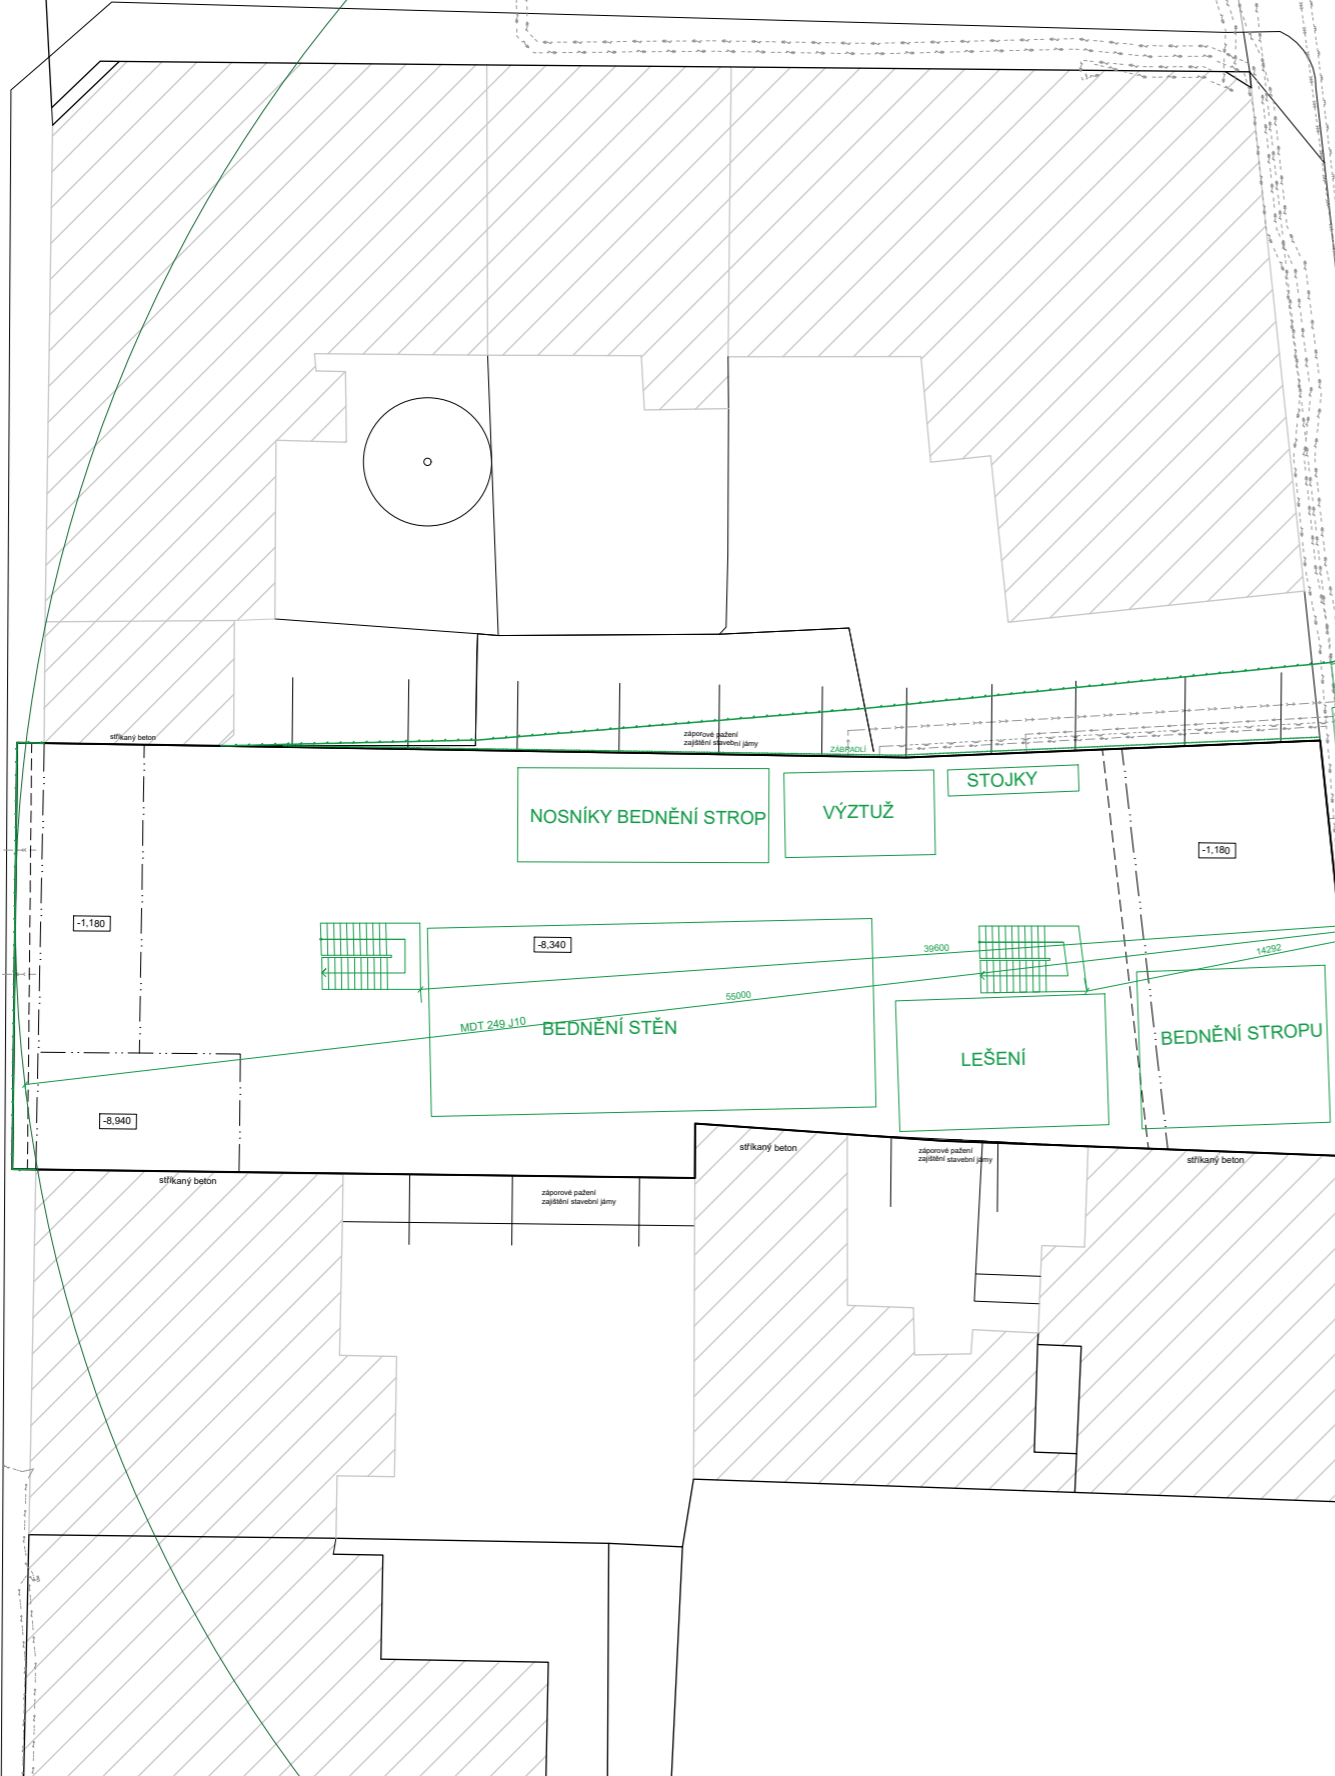 stříkaný beton
záporové pažení
zajištění stavební jámy
ZÁBRADLÍ
NOSNÍKY BEDNĚNÍ STROP
VÝZTUŽ
STOJKY
-1,180
-1,180
-8,340
39600
14292
55000
MDT 249 J10
BEDNĚNÍ STĚN
LEŠENÍ
BEDNĚNÍ STROPU
-8,940
stříkaný beton
stříkaný beton
záporové pažení
zajištění stavební jámy
stříkaný beton
záporové pažení
zajištění stavební jámy